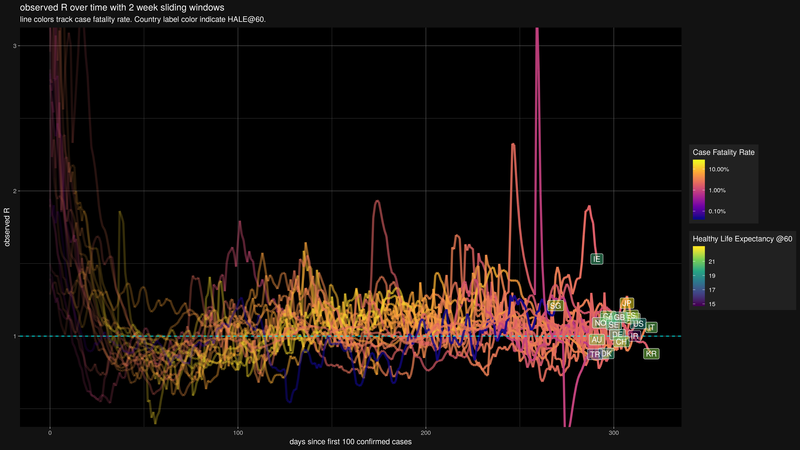 observed R over time with 2 week sliding windows
line colors track case fatality rate. Country label color indicate HALE@60.
3
2
1
observed R
0
100
200
300
days since first 100 confirmed cases
IE
SG
NO
GB
SE
US
IT
DE
IR
AU
CH
TR
DK
KR
Case Fatality Rate
10.00%
1.00%
0.10%
Healthy Life Expectancy @60
21
19
17
15